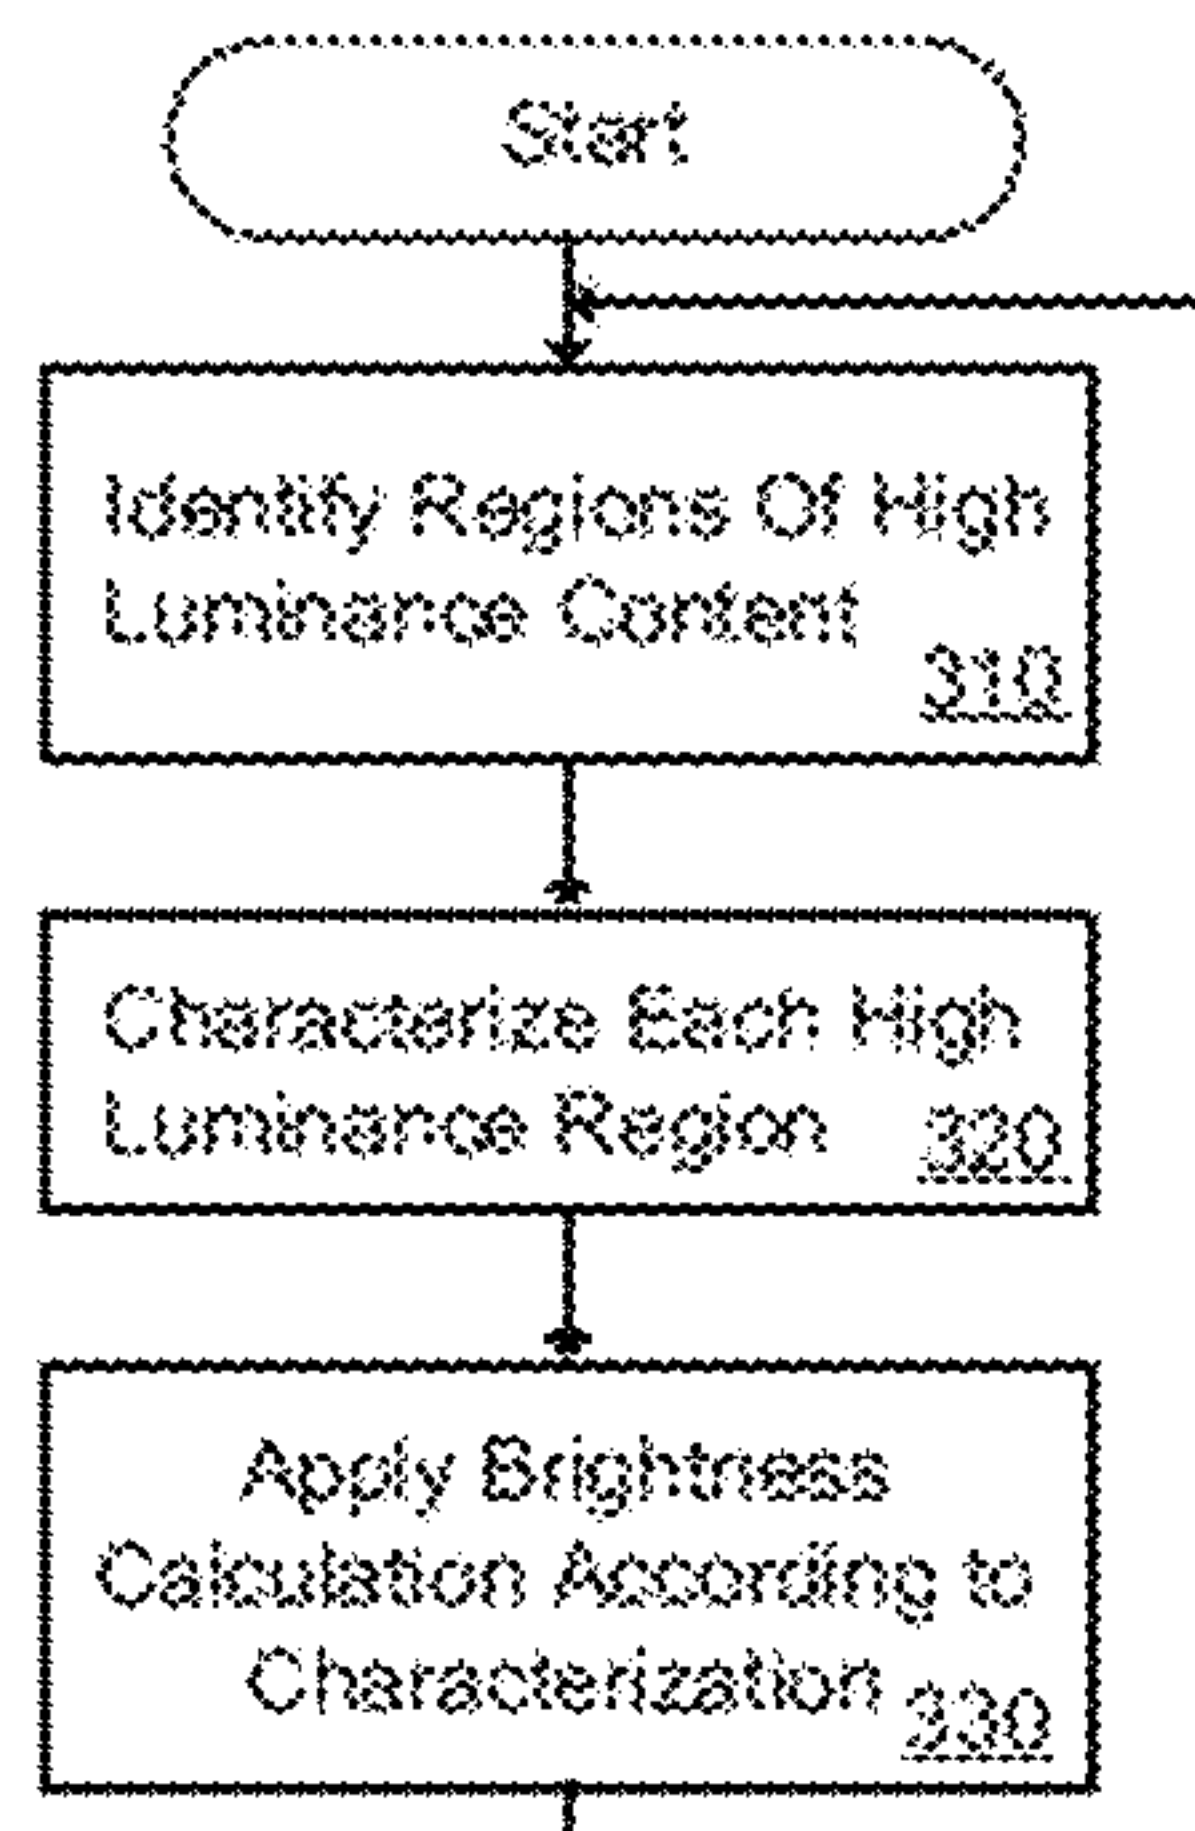 Start
Identify Regions Of High
Luminance Content
310
Characterize Each High
Luminance Region 320
Apply Brightness
Calculation According to
Characterization 330